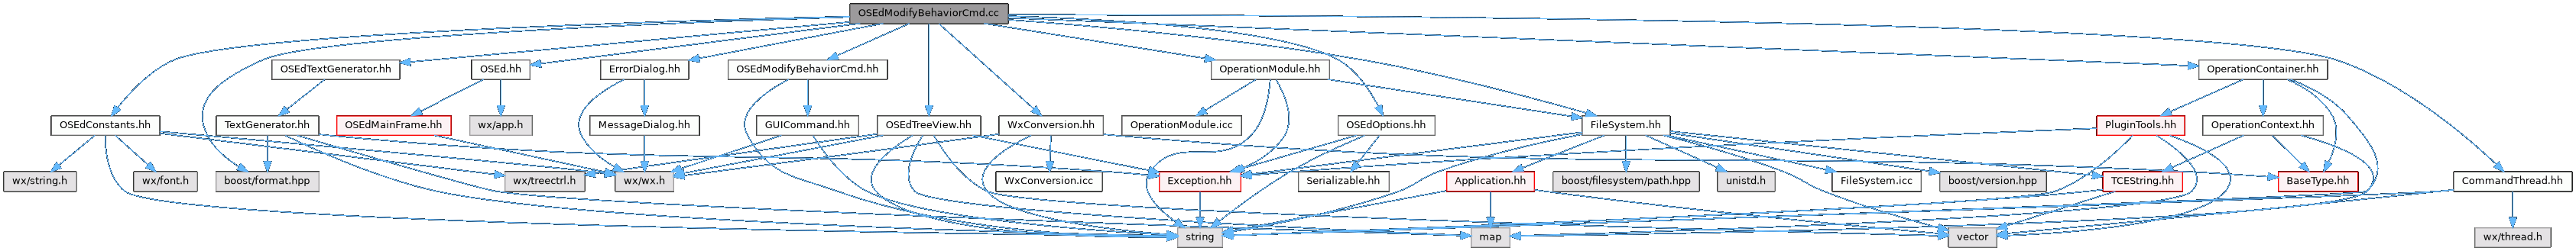 OSEdModifyBehaviorCmd.cc
OSEdTextGenerator.hh
OSEd.hh
ErrorDialog.hh
OSEdModifyBehaviorCmd.hh
OperationModule.hh
OperationContainer.hh
OSEdConstants.hh
TextGenerator.hh
OSEdMainFrame.hh
wx/app.h
MessageDialog.hh
GUICommand.hh
OSEdTreeView.hh
WxConversion.hh
OperationModule.icc
OSEdOptions.hh
FileSystem.hh
PluginTools.hh
OperationContext.hh
wx/string.h
wx/font.h
boost/format.hpp
wx/treectrl.h
wx/wx.h
WxConversion.icc
Exception.hh
Serializable.hh
Application.hh
boost/filesystem/path.hpp
unistd.h
FileSystem.icc
boost/version.hpp
TCEString.hh
BaseType.hh
CommandThread.hh
string
map
vector
wx/thread.h